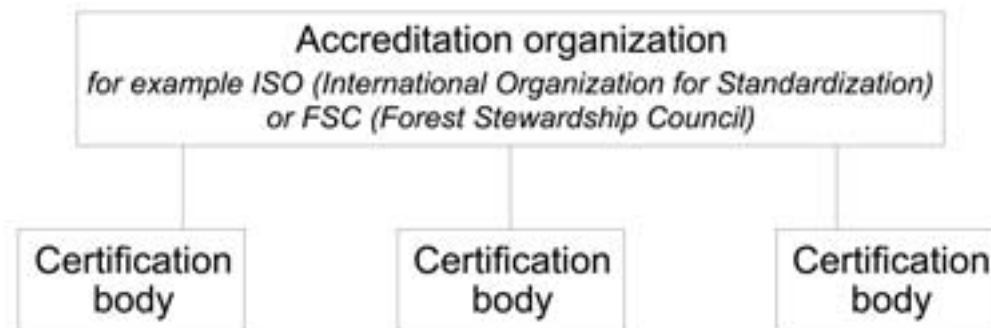 Accreditation organization
for example ISO (International Organization for Standardization)
or FSC (Forest Stewardship Council)
Certification Certification Certification
body body body